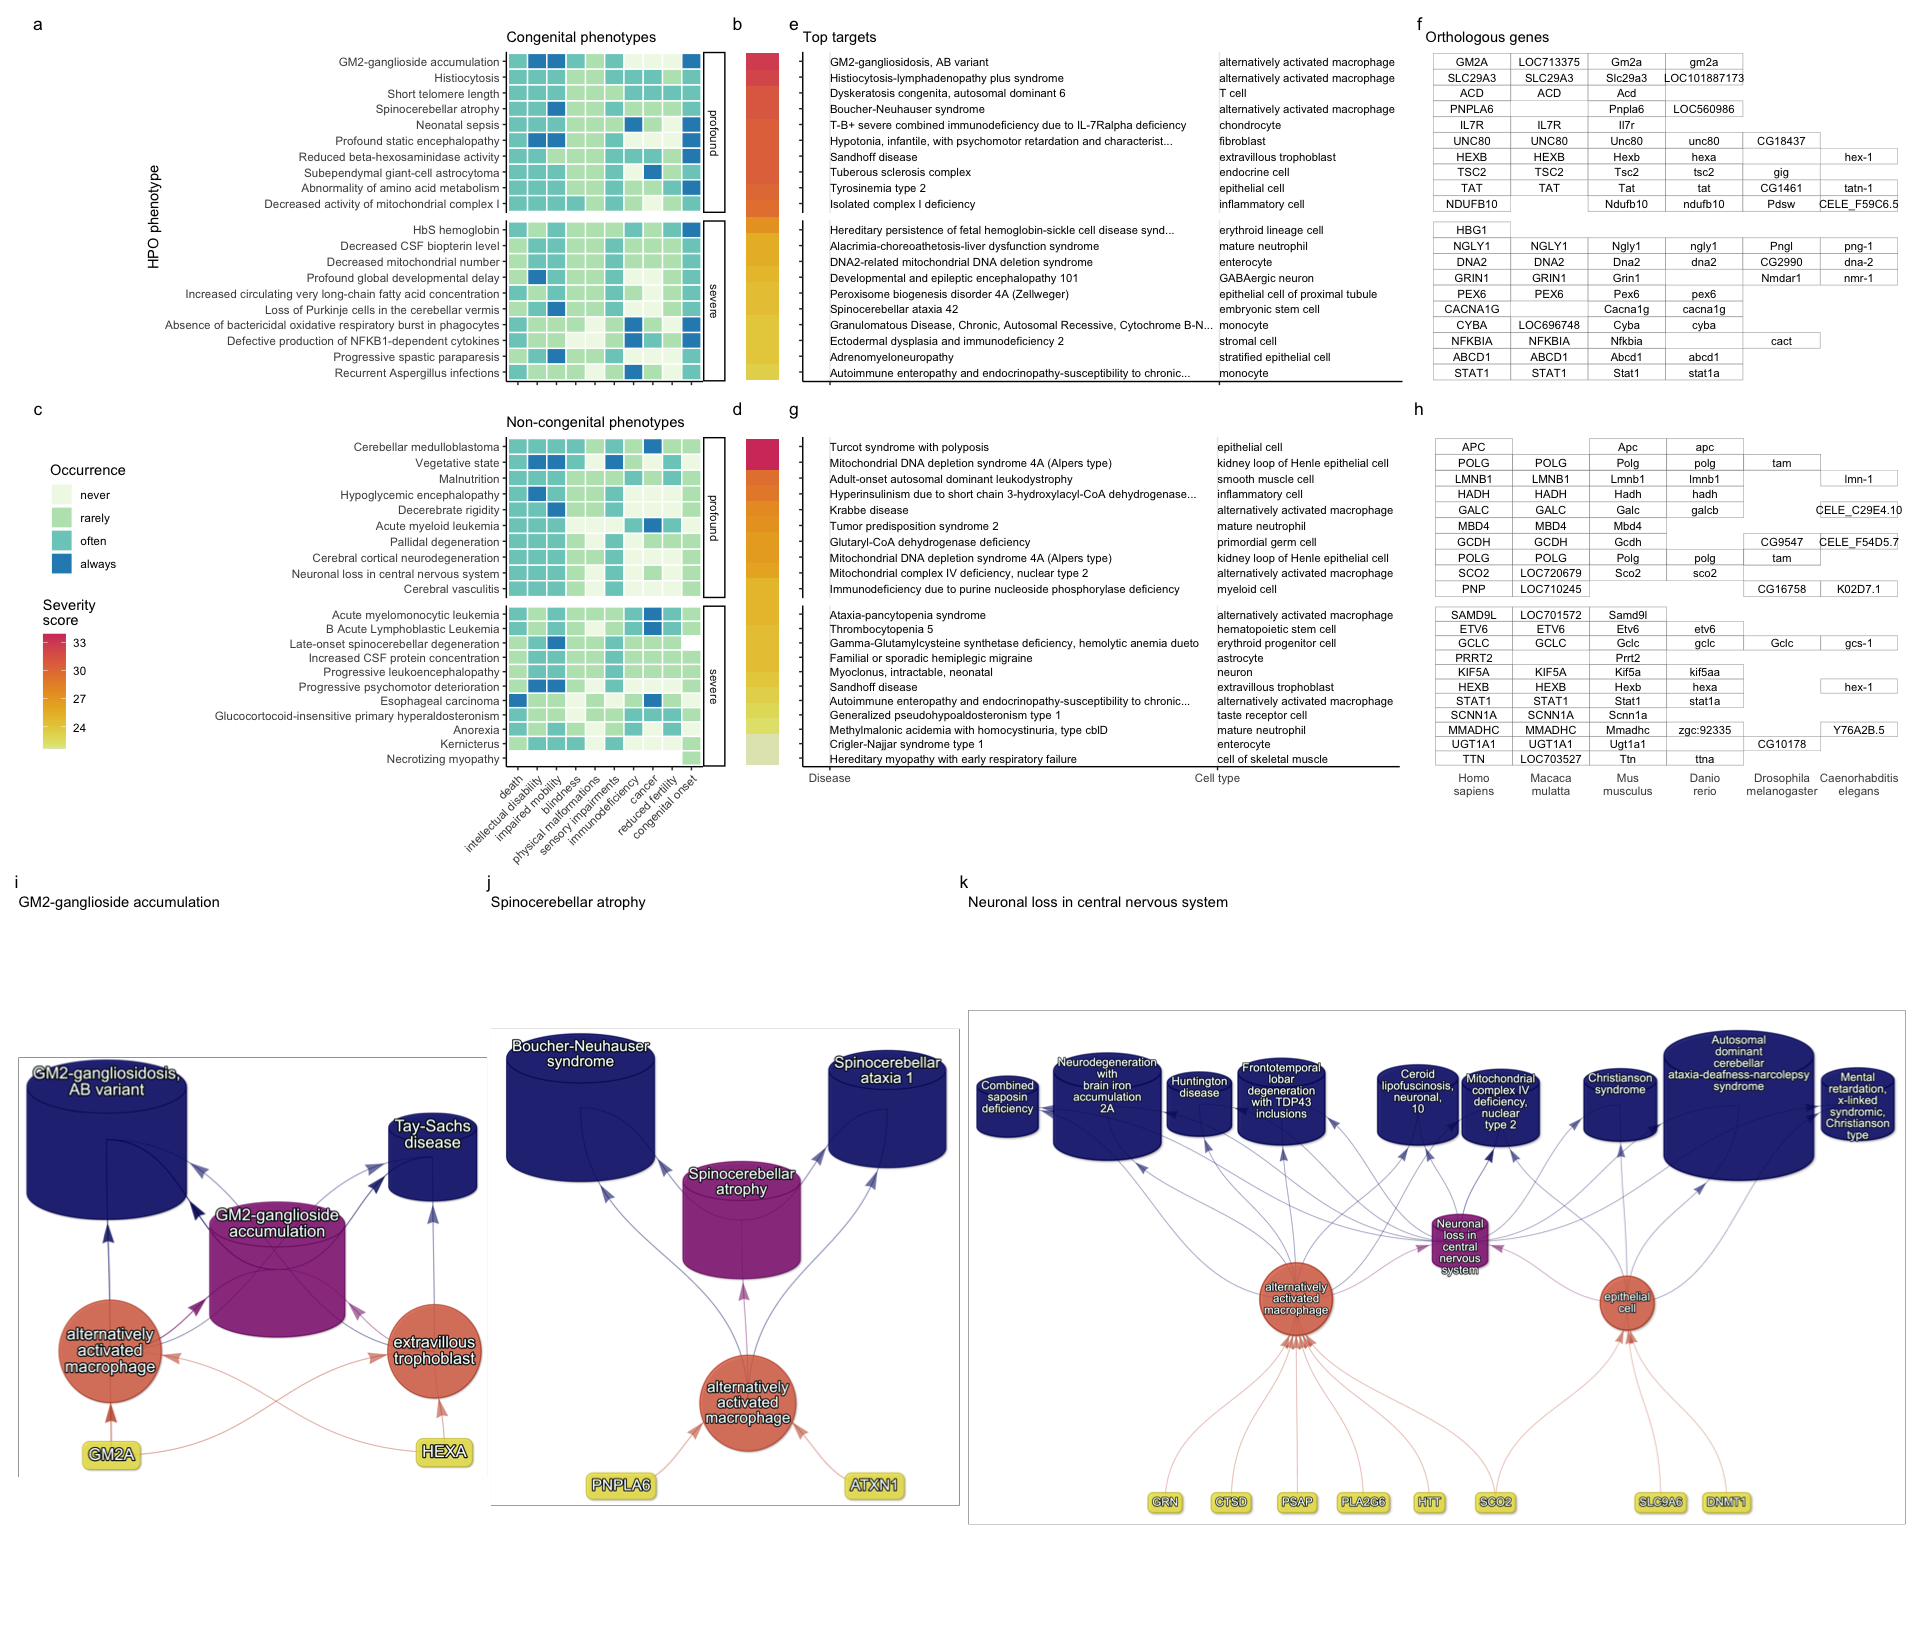 a
b
e
f
Congenital phenotypes
Top targets
Orthologous genes
HPO phenotype
GM2-ganglioside accumulation
Histiocytosis
Short telomere length
Spinocerebellar atrophy
Neonatal sepsis
Profound static encephalopathy
Reduced beta-hexosaminidase activity
Subependymal giant-cell astrocytoma
Abnormality of amino acid metabolism
Decreased activity of mitochondrial complex I
profound
HbS hemoglobin
Decreased CSF biopterin level
Decreased mitochondrial number
Profound global developmental delay
Increased circulating very long-chain fatty acid concentration
Loss of Purkinje cells in the cerebellar vermis
Absence of bactericidal oxidative respiratory burst in phagocytes
Defective production of NFKB1-dependent cytokines
Progressive spastic paraparesis
Recurrent Aspergillus infections
severe
GM2-gangliosidosis, AB variant alternatively activated macrophage
Histiocytosis-lymphadenopathy plus syndrome alternatively activated macrophage
Dyskeratosis congenita, autosomal dominant 6 T cell
Boucher-Neuhauser syndrome alternatively activated macrophage
T-B+ severe combined immunodeficiency due to IL-7Ralpha deficiency chondrocyte
Hypotonia, infantile, with psychomotor retardation and characterist... fibroblast
Sandhoff disease extravillous trophoblast
Tuberous sclerosis complex endocrine cell
Tyrosinemia type 2 epithelial cell
Isolated complex I deficiency inflammatory cell
Hereditary persistence of fetal hemoglobin-sickle cell disease synd... erythroid lineage cell
Alacrimia-choreoathetosis-liver dysfunction syndrome mature neutrophil
DNA2-related mitochondrial DNA deletion syndrome enterocyte
Developmental and epileptic encephalopathy 101 GABAergic neuron
Peroxisome biogenesis disorder 4A (Zellweger) epithelial cell of proximal tubule
Spinocerebellar ataxia 42 embryonic stem cell
Granulomatous Disease, Chronic, Autosomal Recessive, Cytochrome B-N... monocyte
Ectodermal dysplasia and immunodeficiency 2 stromal cell
Adrenomyeloneuropathy stratified epithelial cell
Autoimmune enteropathy and endocrinopathy-susceptibility to chronic... monocyte
GM2A LOC713375 Gm2a gm2a
SLC29A3 SLC29A3 Slc29a3 LOC101887173
ACD ACD Acd
PNPLA6 Pnpla6 LOC560986
IL7R IL7R Il7r
UNC80 UNC80 Unc80 unc80 CG18437
HEXB HEXB Hexb hexa hex-1
TSC2 TSC2 Tsc2 tsc2 gig
TAT TAT Tat tat CG1461 tatn-1
NDUFB10 Ndufb10 ndufb10 Pdsw CELE_F59C6.5
HBG1
NGLY1 NGLY1 Ngly1 ngly1 Pngl png-1
DNA2 DNA2 Dna2 dna2 CG2990 dna-2
GRIN1 GRIN1 Grin1 Nmdar1 nmr-1
PEX6 PEX6 Pex6 pex6
CACNA1G Cacna1g cacna1g
CYBA LOC696748 Cyba cyba
NFKBIA NFKBIA Nfkbia cact
ABCD1 ABCD1 Abcd1 abcd1
STAT1 STAT1 Stat1 stat1a
c
d
g
h
Non-congenital phenotypes
Occurrence
never
rarely
often
always
Severity
score
33
30
27
24
Cerebellar medulloblastoma
Vegetative state
Malnutrition
Hypoglycemic encephalopathy
Decerebrate rigidity
Acute myeloid leukemia
Pallidal degeneration
Cerebral cortical neurodegeneration
Neuronal loss in central nervous system
Cerebral vasculitis
profound
Acute myelomonocytic leukemia
B Acute Lymphoblastic Leukemia
Late-onset spinocerebellar degeneration
Increased CSF protein concentration
Progressive leukoencephalopathy
Progressive psychomotor deterioration
Esophageal carcinoma
Glucocortocoid-insensitive primary hyperaldosteronism
Anorexia
Kernicterus
Necrotizing myopathy
severe
death
intellectual disability
impaired mobility
blindness
physical malformations
sensory impairments
immunodeficiency
cancer
reduced fertility
congenital onset
Turcot syndrome with polyposis epithelial cell
Mitochondrial DNA depletion syndrome 4A (Alpers type) kidney loop of Henle epithelial cell
Adult-onset autosomal dominant leukodystrophy smooth muscle cell
Hyperinsulinism due to short chain 3-hydroxylacyl-CoA dehydrogenase... inflammatory cell
Krabbe disease alternatively activated macrophage
Tumor predisposition syndrome 2 mature neutrophil
Glutaryl-CoA dehydrogenase deficiency primordial germ cell
Mitochondrial DNA depletion syndrome 4A (Alpers type) kidney loop of Henle epithelial cell
Mitochondrial complex IV deficiency, nuclear type 2 alternatively activated macrophage
Immunodeficiency due to purine nucleoside phosphorylase deficiency myeloid cell
Ataxia-pancytopenia syndrome alternatively activated macrophage
Thrombocytopenia 5 hematopoietic stem cell
Gamma-Glutamylcysteine synthetase deficiency, hemolytic anemia dueto erythroid progenitor cell
Familial or sporadic hemiplegic migraine astrocyte
Myoclonus, intractable, neonatal neuron
Sandhoff disease extravillous trophoblast
Autoimmune enteropathy and endocrinopathy-susceptibility to chronic... alternatively activated macrophage
Generalized pseudohypoaldosteronism type 1 taste receptor cell
Methylmalonic acidemia with homocystinuria, type cblD mature neutrophil
Crigler-Najjar syndrome type 1 enterocyte
Hereditary myopathy with early respiratory failure cell of skeletal muscle
Disease Cell type
APC Apc apc
POLG POLG Polg polg tam
LMNB1 LMNB1 Lmnb1 lmnb1 lmn-1
HADH HADH Hadh hadh
GALC GALC Galc galcb CELE_C29E4.10
MBD4 MBD4 Mbd4
GCDH GCDH Gcdh CG9547 CELE_F54D5.7
POLG POLG Polg polg tam
SCO2 LOC720679 Sco2 sco2
PNP LOC710245 CG16758 K02D7.1
SAMD9L LOC701572 Samd9l
ETV6 ETV6 Etv6 etv6
GCLC GCLC Gclc gclc Gclc gcs-1
PRRT2 Prrt2
KIF5A KIF5A Kif5a kif5aa
HEXB HEXB Hexb hexa hex-1
STAT1 STAT1 Stat1 stat1a
SCNN1A SCNN1A Scnn1a
MMADHC MMADHC Mmadhc zgc:92335 Y76A2B.5
UGT1A1 UGT1A1 Ugt1a1 CG10178
TTN LOC703527 Ttn ttna
Homo sapiens
Macaca mulatta
Mus musculus
Danio rerio
Drosophila melanogaster
Caenorhabditis elegans
i
GM2-ganglioside accumulation
GM2-gangliosidosis,
AB variant
Tay-Sachs
disease
GM2-ganglioside
accumulation
alternatively
activated
macrophage
extravillous
trophoblast
GM2A
HEXA
j
Spinocerebellar atrophy
Boucher-Neuhauser
syndrome
Spinocerebellar
ataxia 1
Spinocerebellar
atrophy
alternatively
activated
macrophage
PNPLA6
ATXN1
k
Neuronal loss in central nervous system
Combined
saposin
deficiency
Neurodegeneration
with
brain iron
accumulation
2A
Huntington
disease
Frontotemporal
lobar
degeneration
with TDP43
inclusions
Ceroid
lipofuscinosis,
neuronal,
10
Mitochondrial
complex IV
deficiency,
nuclear
type 2
Christianson
syndrome
Autosomal
dominant
cerebellar
ataxia-deafness-narcolepsy
syndrome
Mental
retardation,
x-linked
syndromic,
Christianson
type
Neuronal
loss in
central
nervous
system
alternatively
activated
macrophage
epithelial
cell
GRN
CTSD
PSAP
PLA2G6
HTT
SCO2
SLC9A6
DNMT1